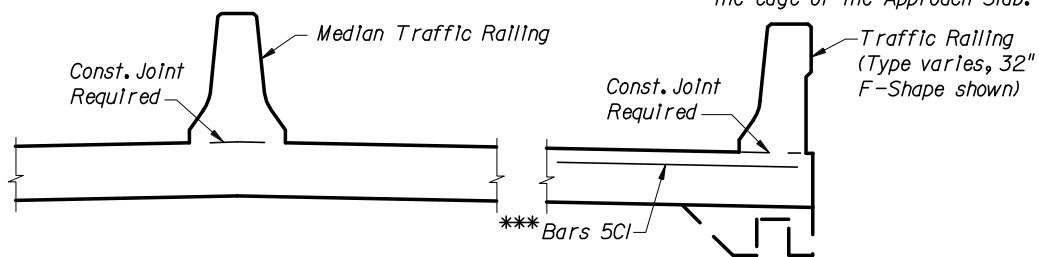 the edge of the Approach Slab.
Median Traffic Railing
Const. Joint
Required
Traffic Railing
(Type varies, 32"
F-Shape shown)
Const. Joint
Required
*** Bars 5C1